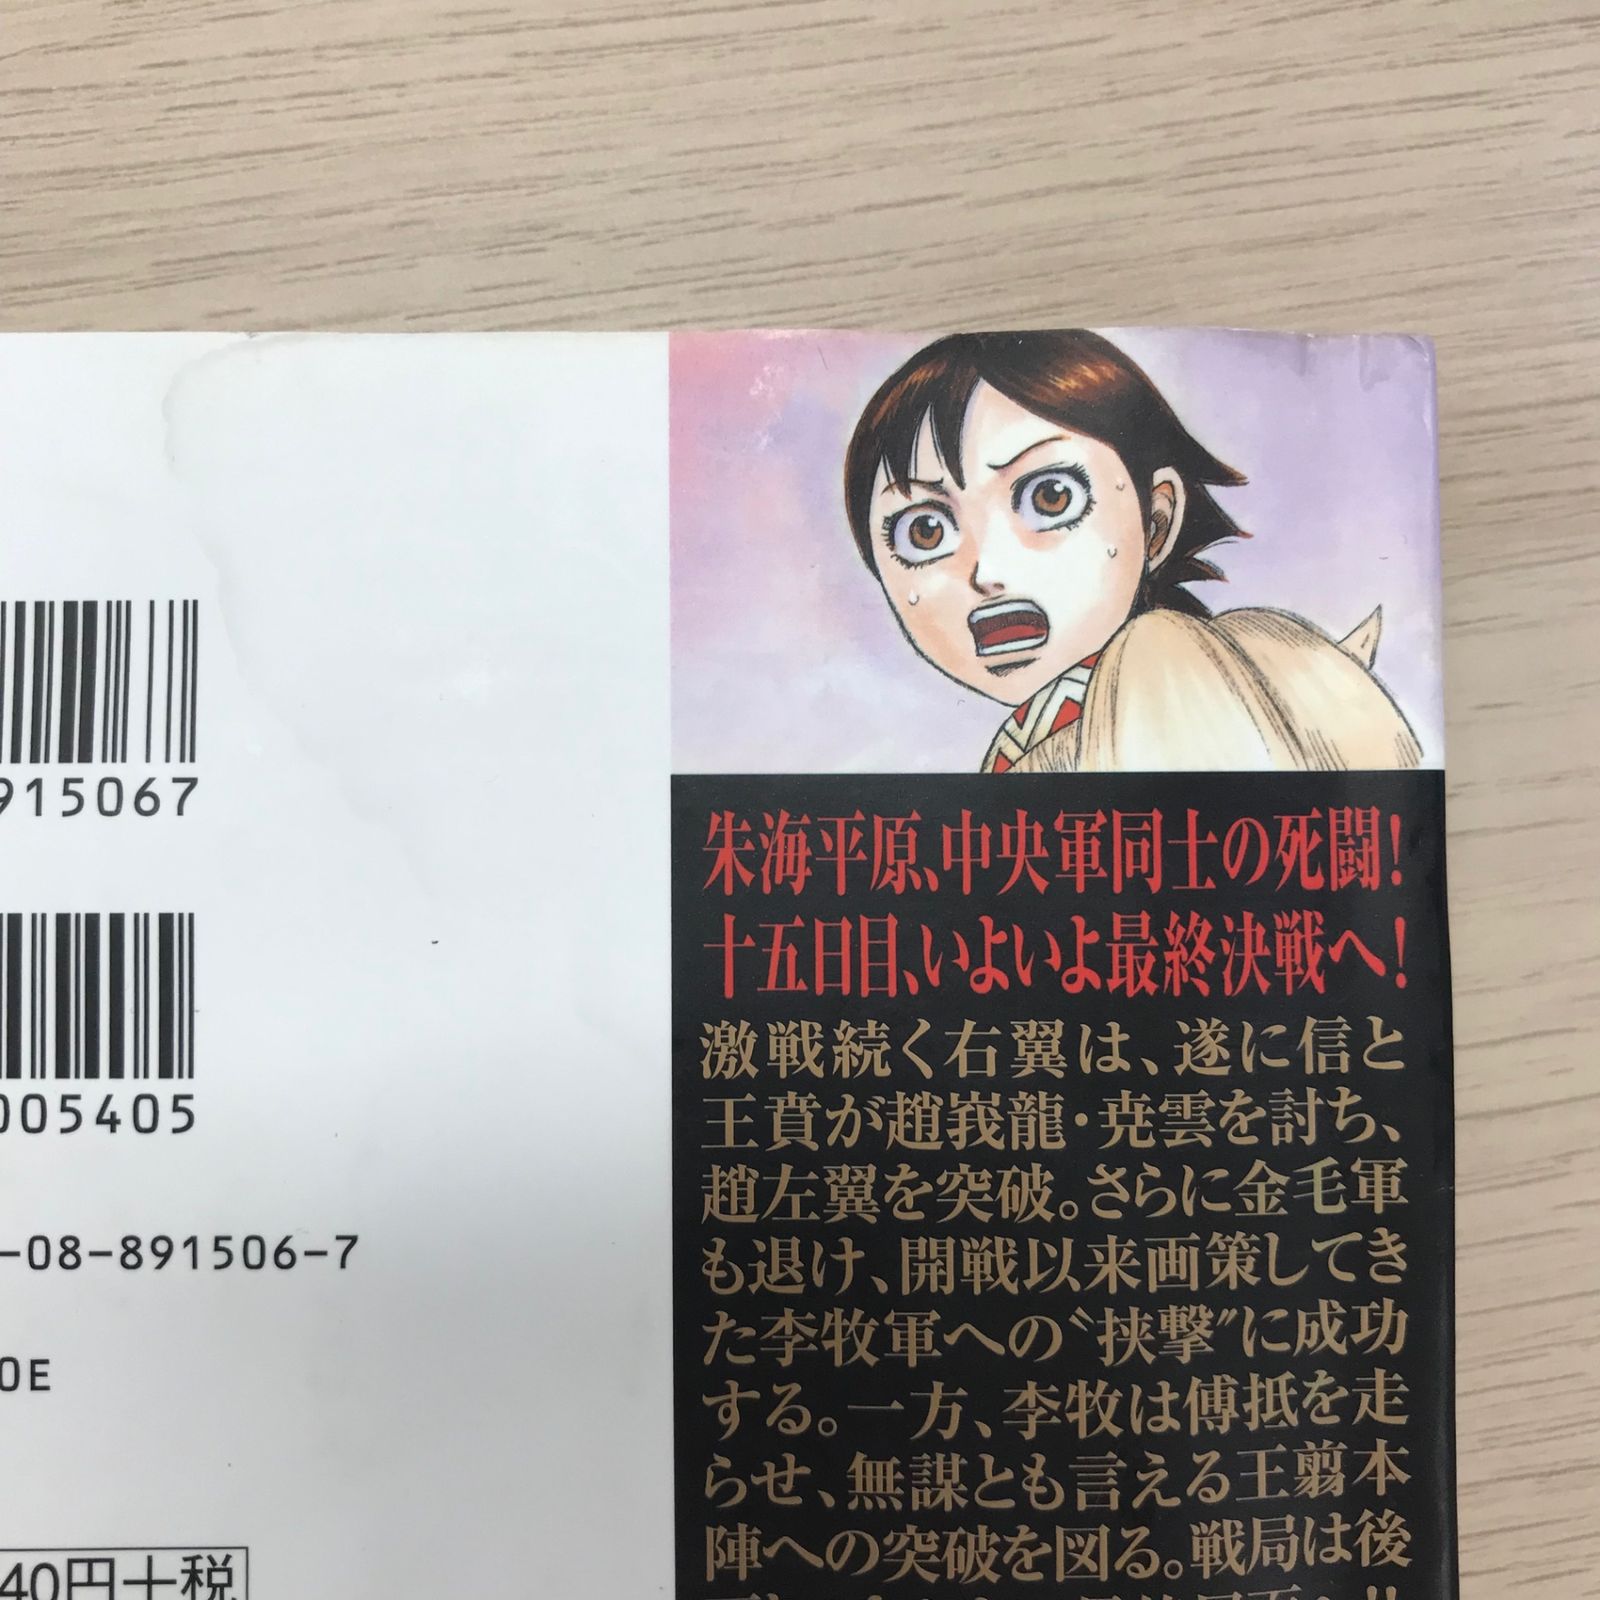 915067
005405
-08-891506-7
0E
40円+税
朱海平原、中央軍同士の死闘！
十五日目、いよいよ最終決戦へ！
激戦続く右翼は、遂に信と
王賁が趙峩龍・尭雲を討ち、
趙左翼を突破。さらに金毛軍
も退け、開戦以来画策してき
た李牧軍への〝挟撃〟に成功
する。一方、李牧は傅抵を走
らせ、無謀とも言える王翦本
陣への突破を図る。戦局は後